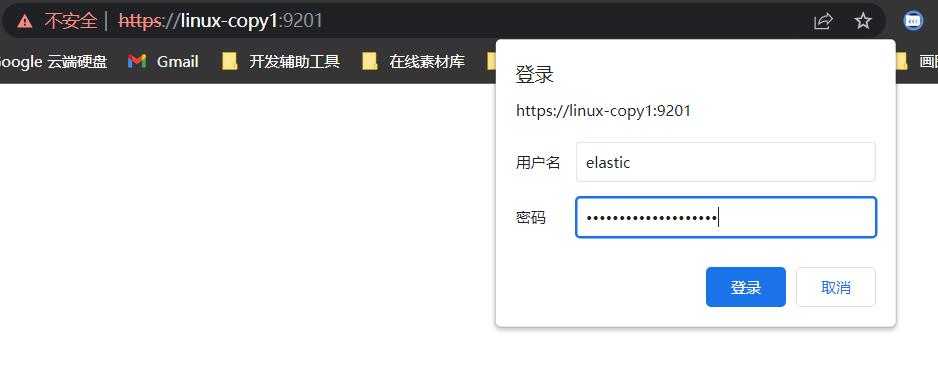 不安全 | https://linux-copy1:9201
Google 云端硬盘 Gmail 开发辅助工具 在线素材库
登录
https://linux-copy1:9201
用户名 elastic
密码 ••••••••••••••••••••
登录 取消